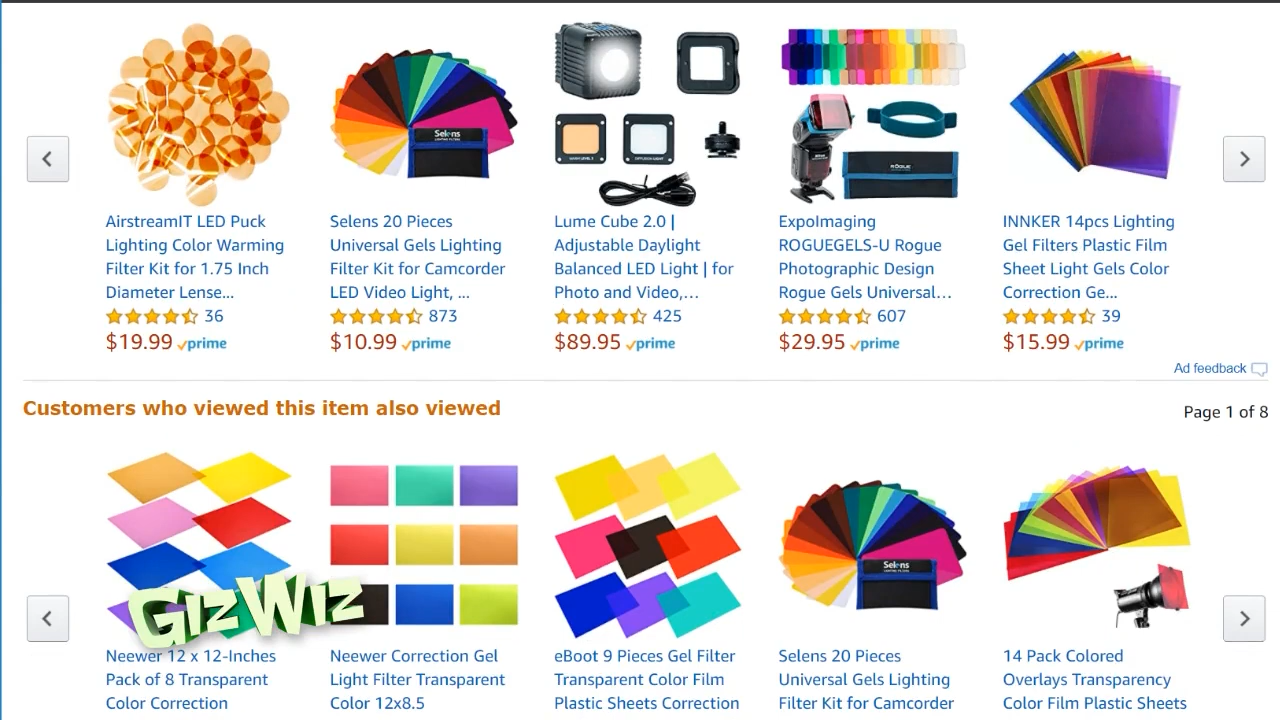 Selens
LIGHTING FILTERS
ROGUE
AirstreamIT LED Puck
Lighting Color Warming
Filter Kit for 1.75 Inch
Diameter Lense...
36
$19.99 prime
Selens 20 Pieces
Universal Gels Lighting
Filter Kit for Camcorder
LED Video Light, ...
873
$10.99 prime
Lume Cube 2.0 |
Adjustable Daylight
Balanced LED Light | for
Photo and Video,...
425
$89.95 prime
ExpoImaging
ROGUEGELS-U Rogue
Photographic Design
Rogue Gels Universal...
607
$29.95 prime
INNKER 14pcs Lighting
Gel Filters Plastic Film
Sheet Light Gels Color
Correction Ge...
39
$15.99 prime
Ad feedback
Customers who viewed this item also viewed
Page 1 of 8
Selens
GIZWIZ
Neewer 12 x 12-Inches
Pack of 8 Transparent
Color Correction
Neewer Correction Gel
Light Filter Transparent
Color 12x8.5
eBoot 9 Pieces Gel Filter
Transparent Color Film
Plastic Sheets Correction
Selens 20 Pieces
Universal Gels Lighting
Filter Kit for Camcorder
14 Pack Colored
Overlays Transparency
Color Film Plastic Sheets